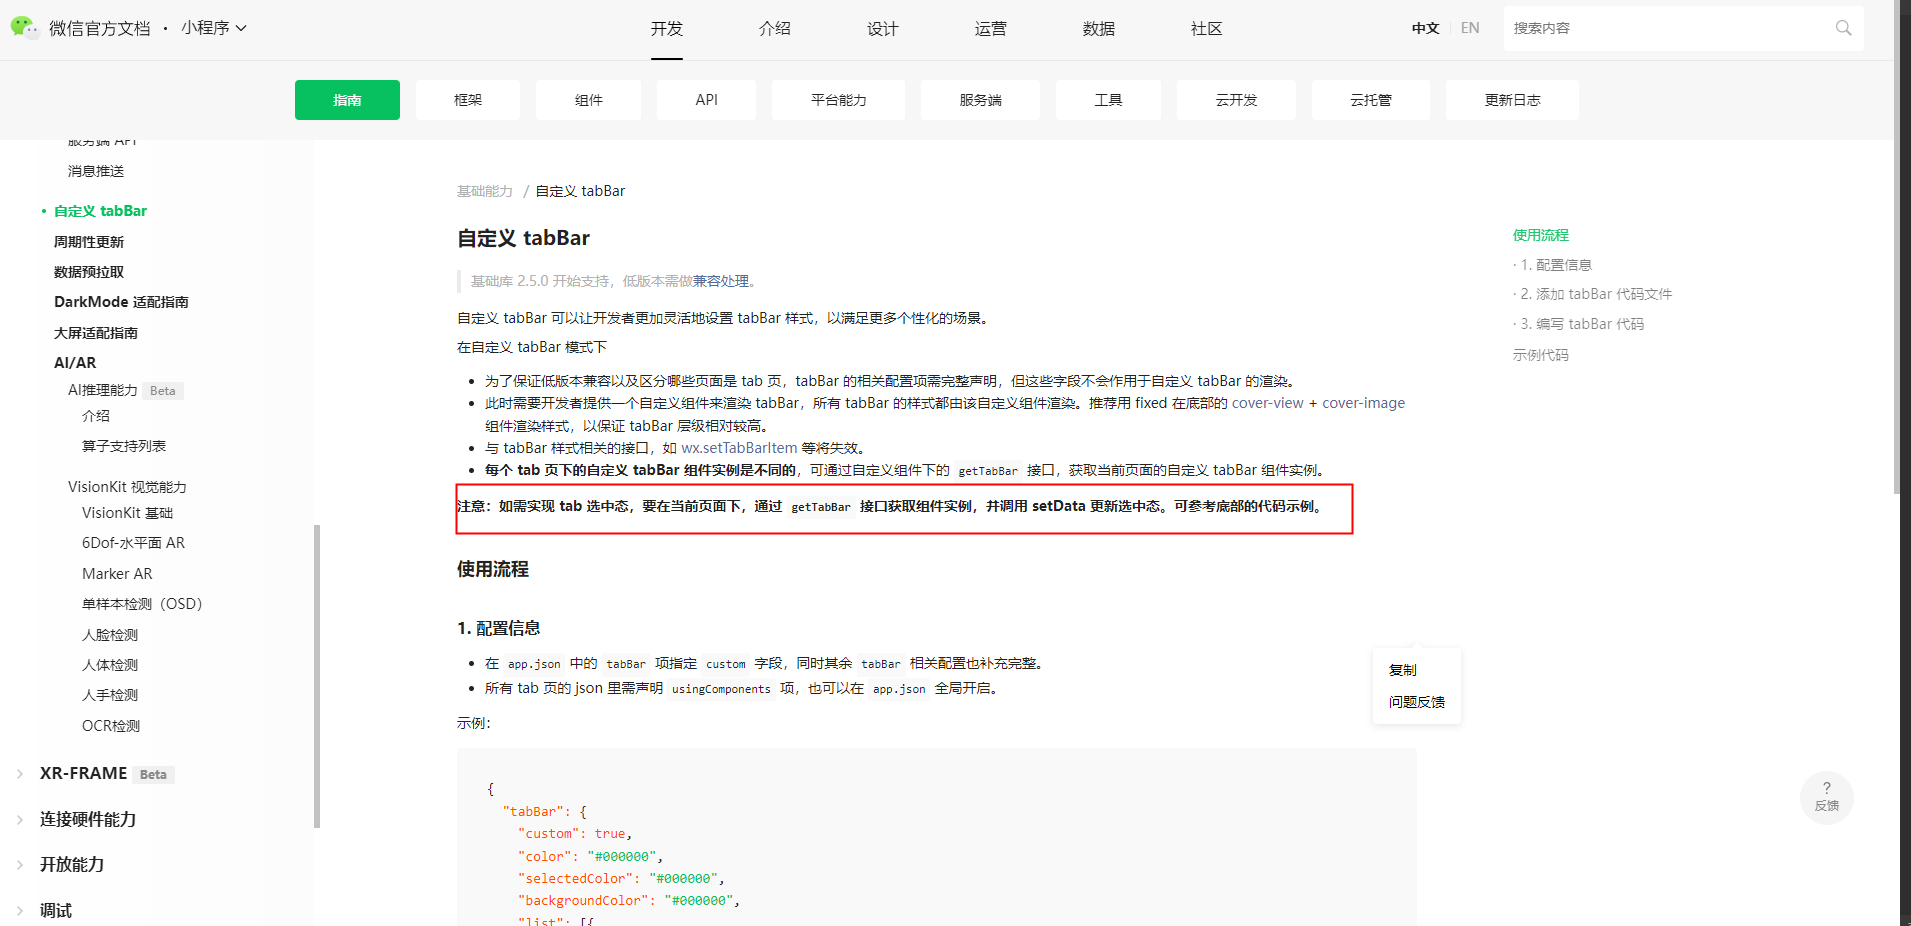 微信官方文档 · 小程序
开发 介绍 设计 运营 数据 社区
中文 EN
搜索内容
指南 框架 组件 API 平台能力 服务端 工具 云开发 云托管 更新日志
服务端 API
消息推送
自定义 tabBar
周期性更新
数据预拉取
DarkMode 适配指南
大屏适配指南
AI/AR
AI推理能力 Beta
介绍
算子支持列表
VisionKit 视觉能力
VisionKit 基础
6Dof-水平面 AR
Marker AR
单样本检测（OSD）
人脸检测
人体检测
人手检测
OCR检测
XR-FRAME Beta
连接硬件能力
开放能力
调试
基础能力 / 自定义 tabBar
自定义 tabBar
基础库 2.5.0 开始支持，低版本需做兼容处理。
自定义 tabBar 可以让开发者更加灵活地设置 tabBar 样式，以满足更多个性化的场景。
在自定义 tabBar 模式下
• 为了保证低版本兼容以及区分哪些页面是 tab 页，tabBar 的相关配置项需完整声明，但这些字段不会作用于自定义 tabBar 的渲染。
• 此时需要开发者提供一个自定义组件来渲染 tabBar，所有 tabBar 的样式都由该自定义组件渲染。推荐用 fixed 在底部的 cover-view + cover-image
组件渲染样式，以保证 tabBar 层级相对较高。
• 与 tabBar 样式相关的接口，如 wx.setTabBarItem 等将失效。
• 每个 tab 页下的自定义 tabBar 组件实例是不同的，可通过自定义组件下的 getTabBar 接口，获取当前页面的自定义 tabBar 组件实例。
注意：如需实现 tab 选中态，要在当前页面下，通过 getTabBar 接口获取组件实例，并调用 setData 更新选中态。可参考底部的代码示例。
使用流程
1. 配置信息
• 在 app.json 中的 tabBar 项指定 custom 字段，同时其余 tabBar 相关配置也补充完整。
• 所有 tab 页的 json 里需声明 usingComponents 项，也可以在 app.json 全局开启。
示例：
{
"tabBar": {
"custom": true,
"color": "#000000",
"selectedColor": "#000000",
"backgroundColor": "#000000",
"list": [{
使用流程
· 1. 配置信息
· 2. 添加 tabBar 代码文件
· 3. 编写 tabBar 代码
示例代码
复制
问题反馈
?
反馈